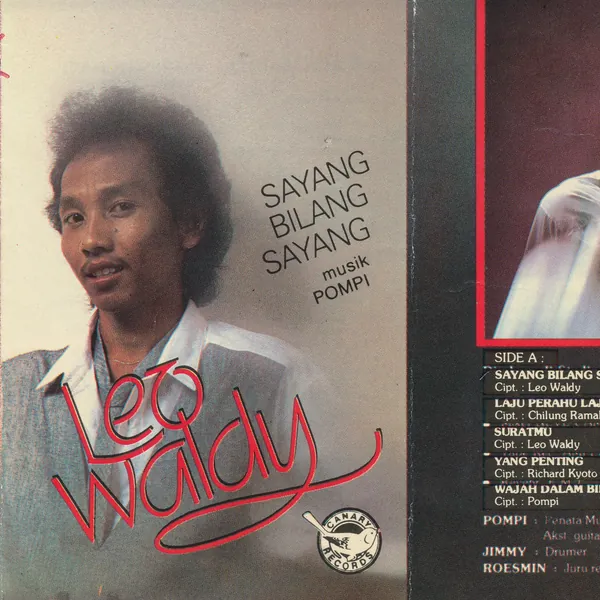 SAYANG
BILANG
SAYANG
musik
POMPI
Leo
Waldy
CANARY
RECORDS
SIDE A :
SAYANG BILANG S
Cipt. : Leo Waldy
LAJU PERAHU LAJ
Cipt. : Chilung Ramal
SURATMU
Cipt. : Leo Waldy
YANG PENTING
Cipt. : Richard Kyoto
WAJAH DALAM BI
Cipt. : Pompi
POMPI : Penata Mu
Akst. guita
JIMMY : Drumer
ROESMIN : Juru re